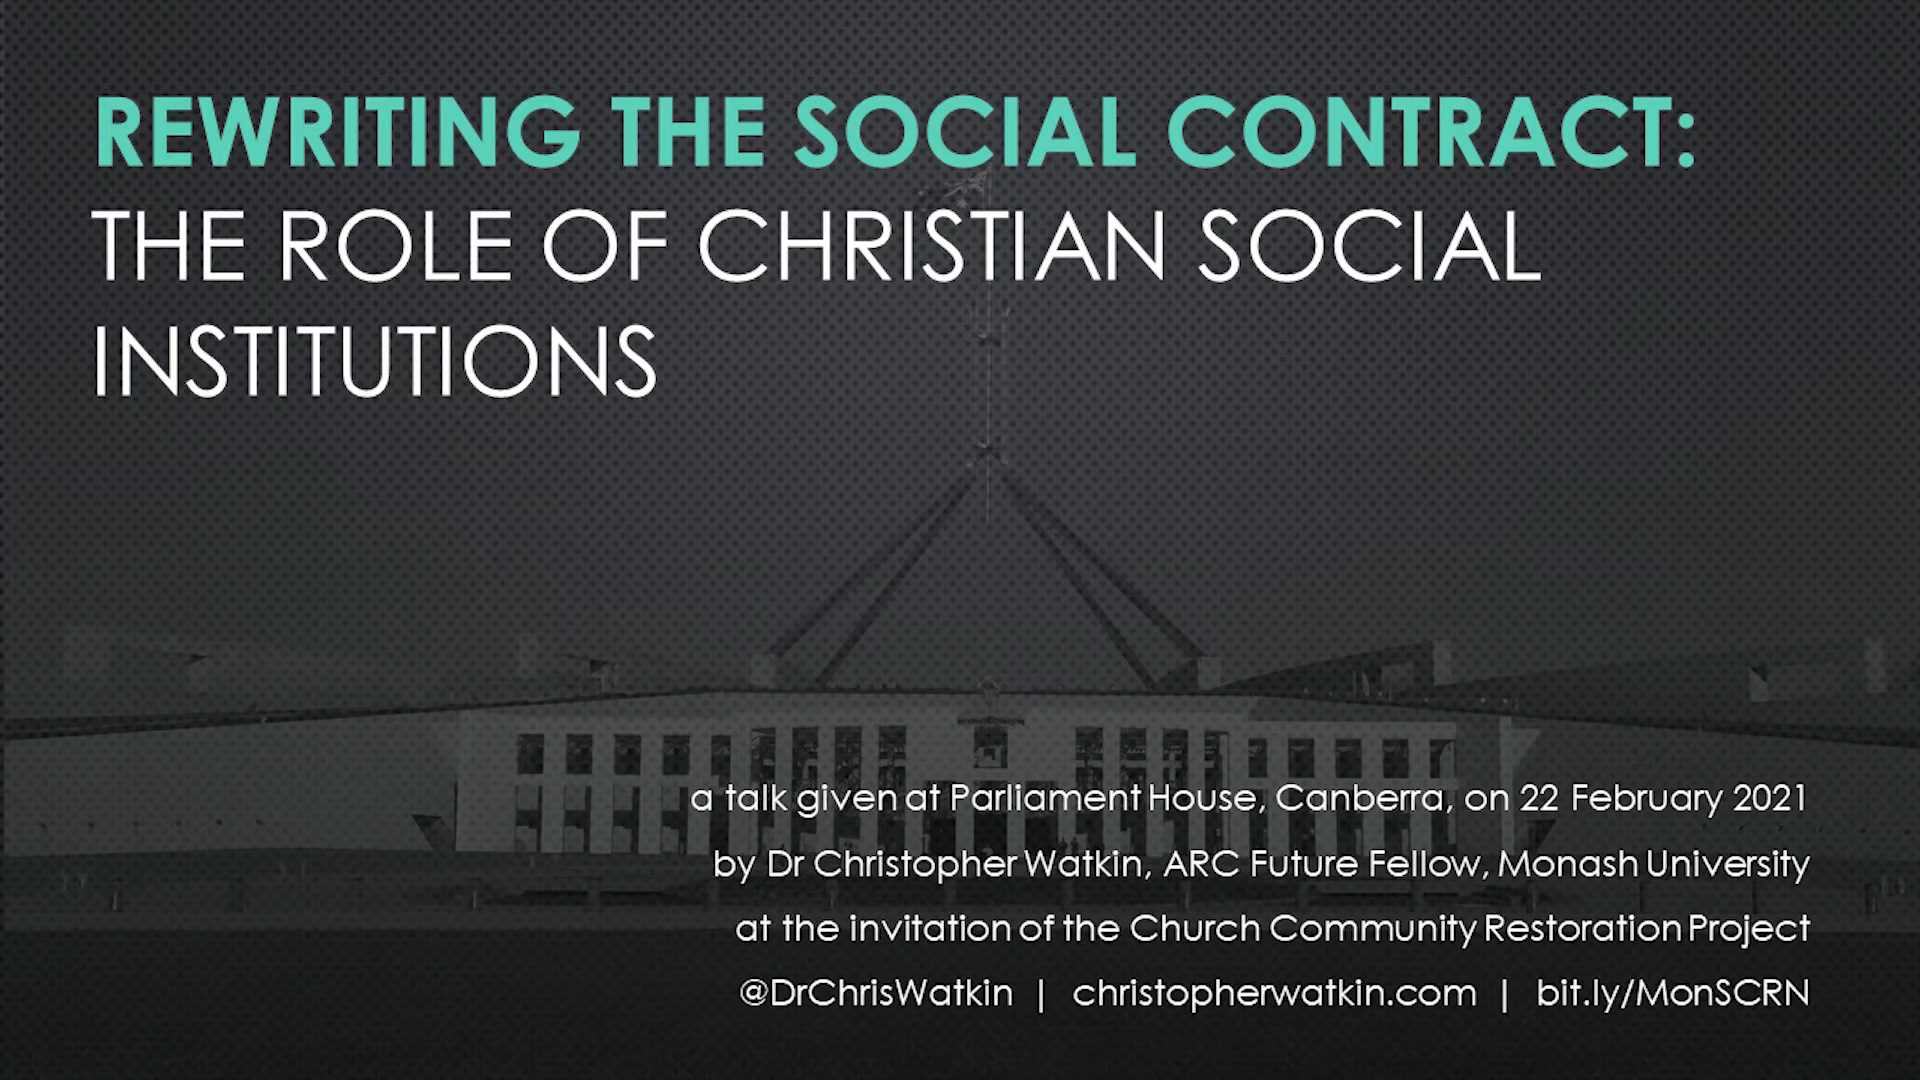 REWRITING THE SOCIAL CONTRACT:
THE ROLE OF CHRISTIAN SOCIAL
INSTITUTIONS
a talk given at Parliament House, Canberra, on 22 February 2021
by Dr Christopher Watkin, ARC Future Fellow, Monash University
at the invitation of the Church Community Restoration Project
@DrChrisWatkin | christopherwatkin.com | bit.ly/MonSCRN